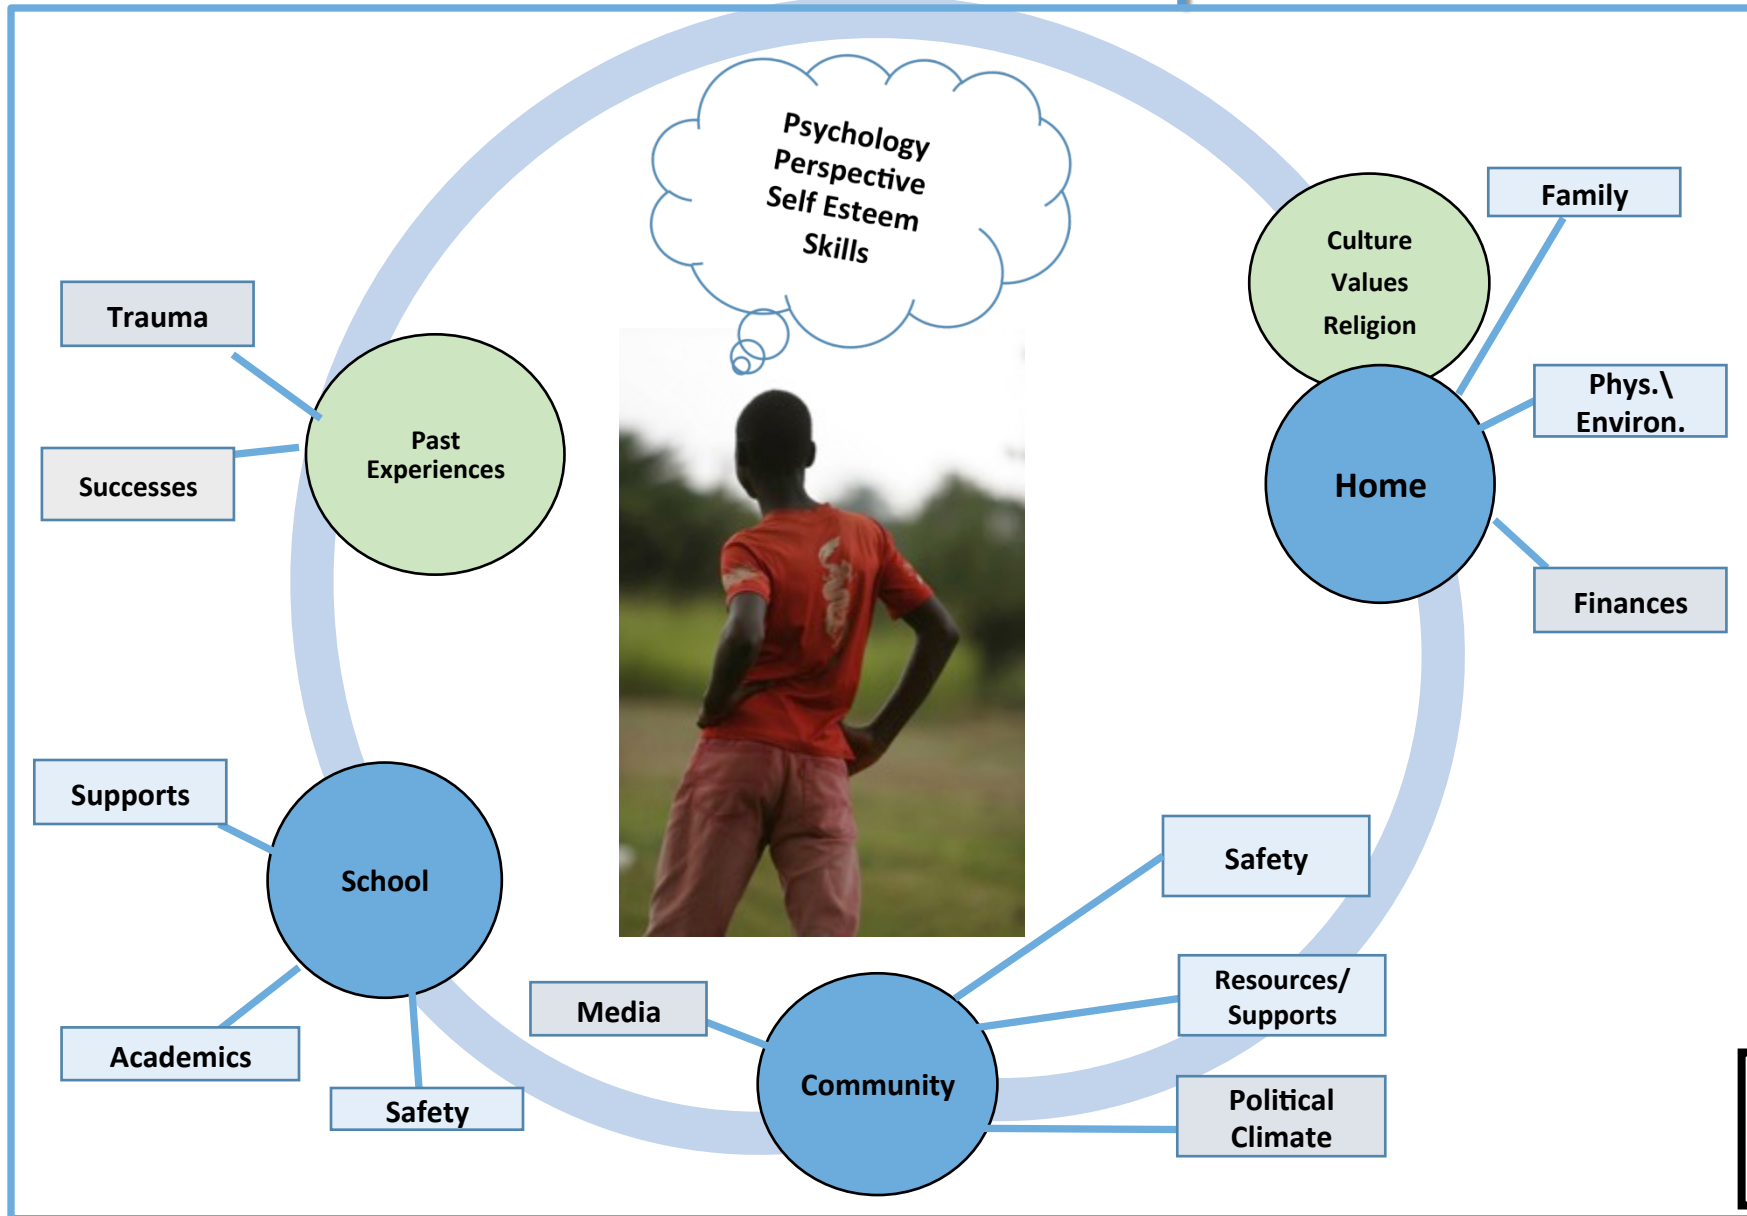 Psychology
Perspective
Self Esteem
Skills
Family
Culture
Values
Religion
Trauma
Phys.\
Environ.
Past
Experiences
Successes
Home
Finances
Supports
School
Safety
Resources/
Supports
Media
Academics
Community
Safety
Political
Climate